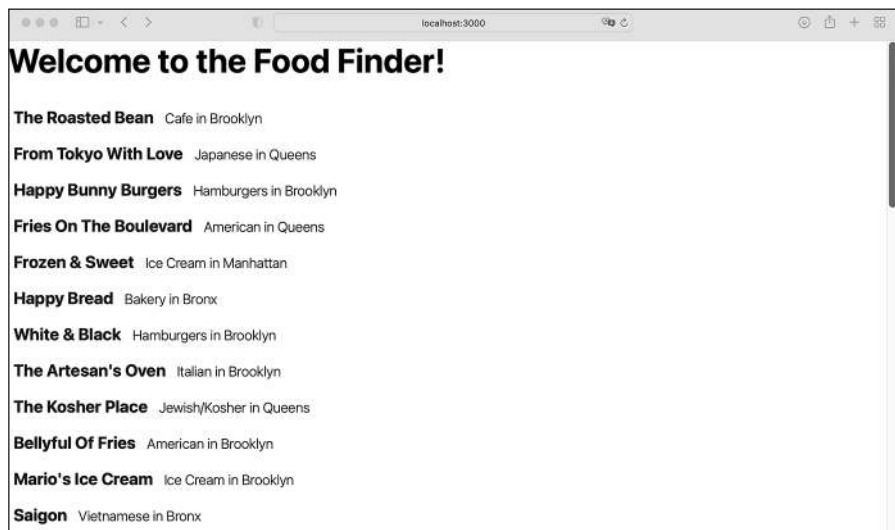 localhost:3000
Welcome to the Food Finder!
The Roasted Bean Cafe in Brooklyn
From Tokyo With Love Japanese in Queens
Happy Bunny Burgers Hamburgers in Brooklyn
Fries On The Boulevard American in Queens
Frozen & Sweet Ice Cream in Manhattan
Happy Bread Bakery in Bronx
White & Black Hamburgers in Brooklyn
The Artesan's Oven Italian in Brooklyn
The Kosher Place Jewish/Kosher in Queens
Bellyful Of Fries American in Brooklyn
Mario's Ice Cream Ice Cream in Brooklyn
Saigon Vietnamese in Bronx